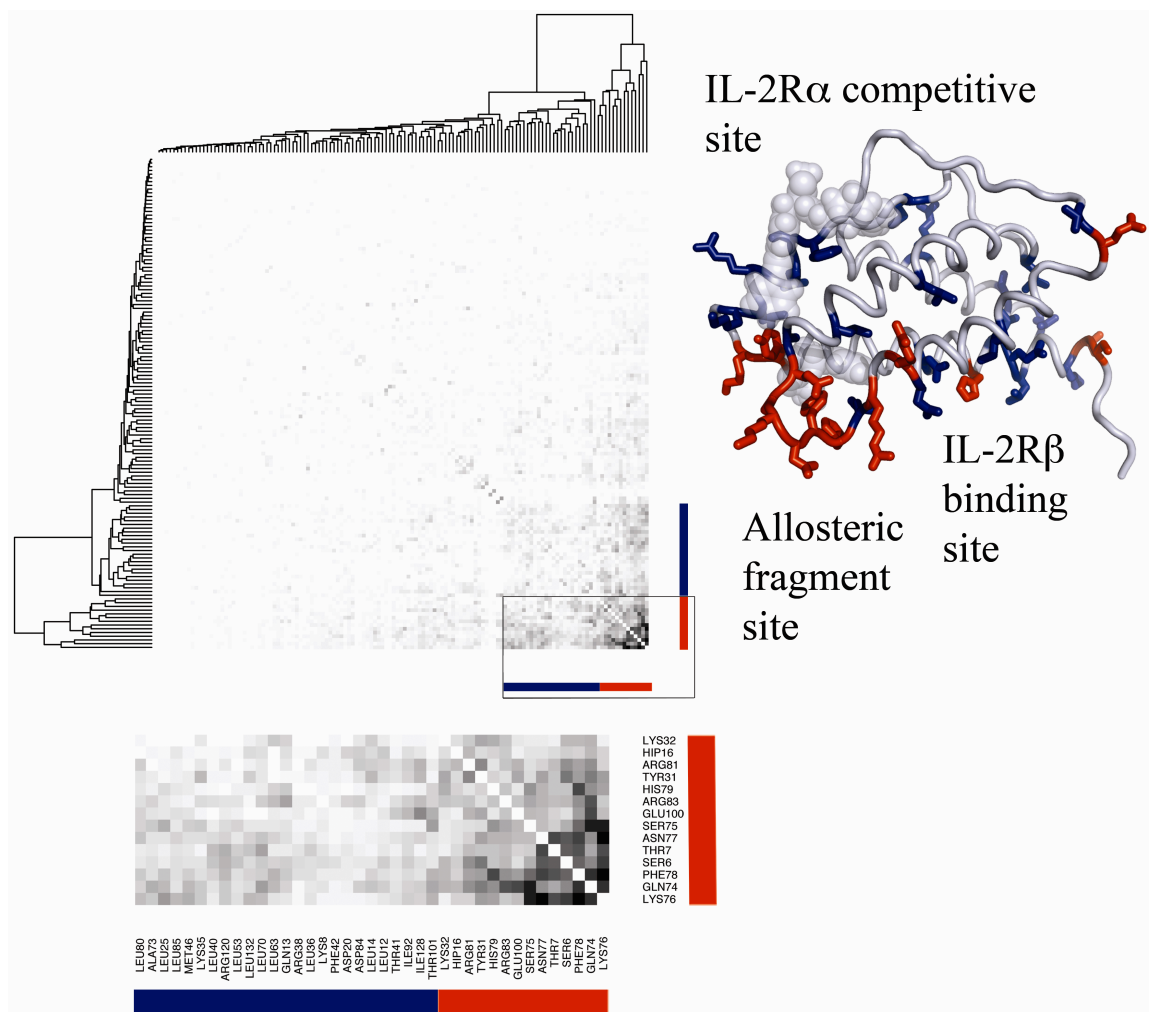 IL-2Rα competitive
site
IL-2Rβ
binding
site
Allosteric
fragment
site
LYS32
HIP16
ARG81
TYR31
HIS79
ARG83
GLU100
SER75
ASN77
THR7
SER6
PHE78
GLN74
LYS76
LEU80
ALA73
LEU25
LEU85
MET46
LYS35
LEU40
ARG120
LEU53
LEU132
LEU70
LEU63
GLN13
ARG38
LEU36
LYS8
PHE42
ASP20
ASP84
LEU14
LEU12
THR41
ILE92
ILE128
THR101
LYS32
HIP16
ARG81
TYR31
HIS79
ARG83
GLU100
SER75
ASN77
THR7
SER6
PHE78
GLN74
LYS76